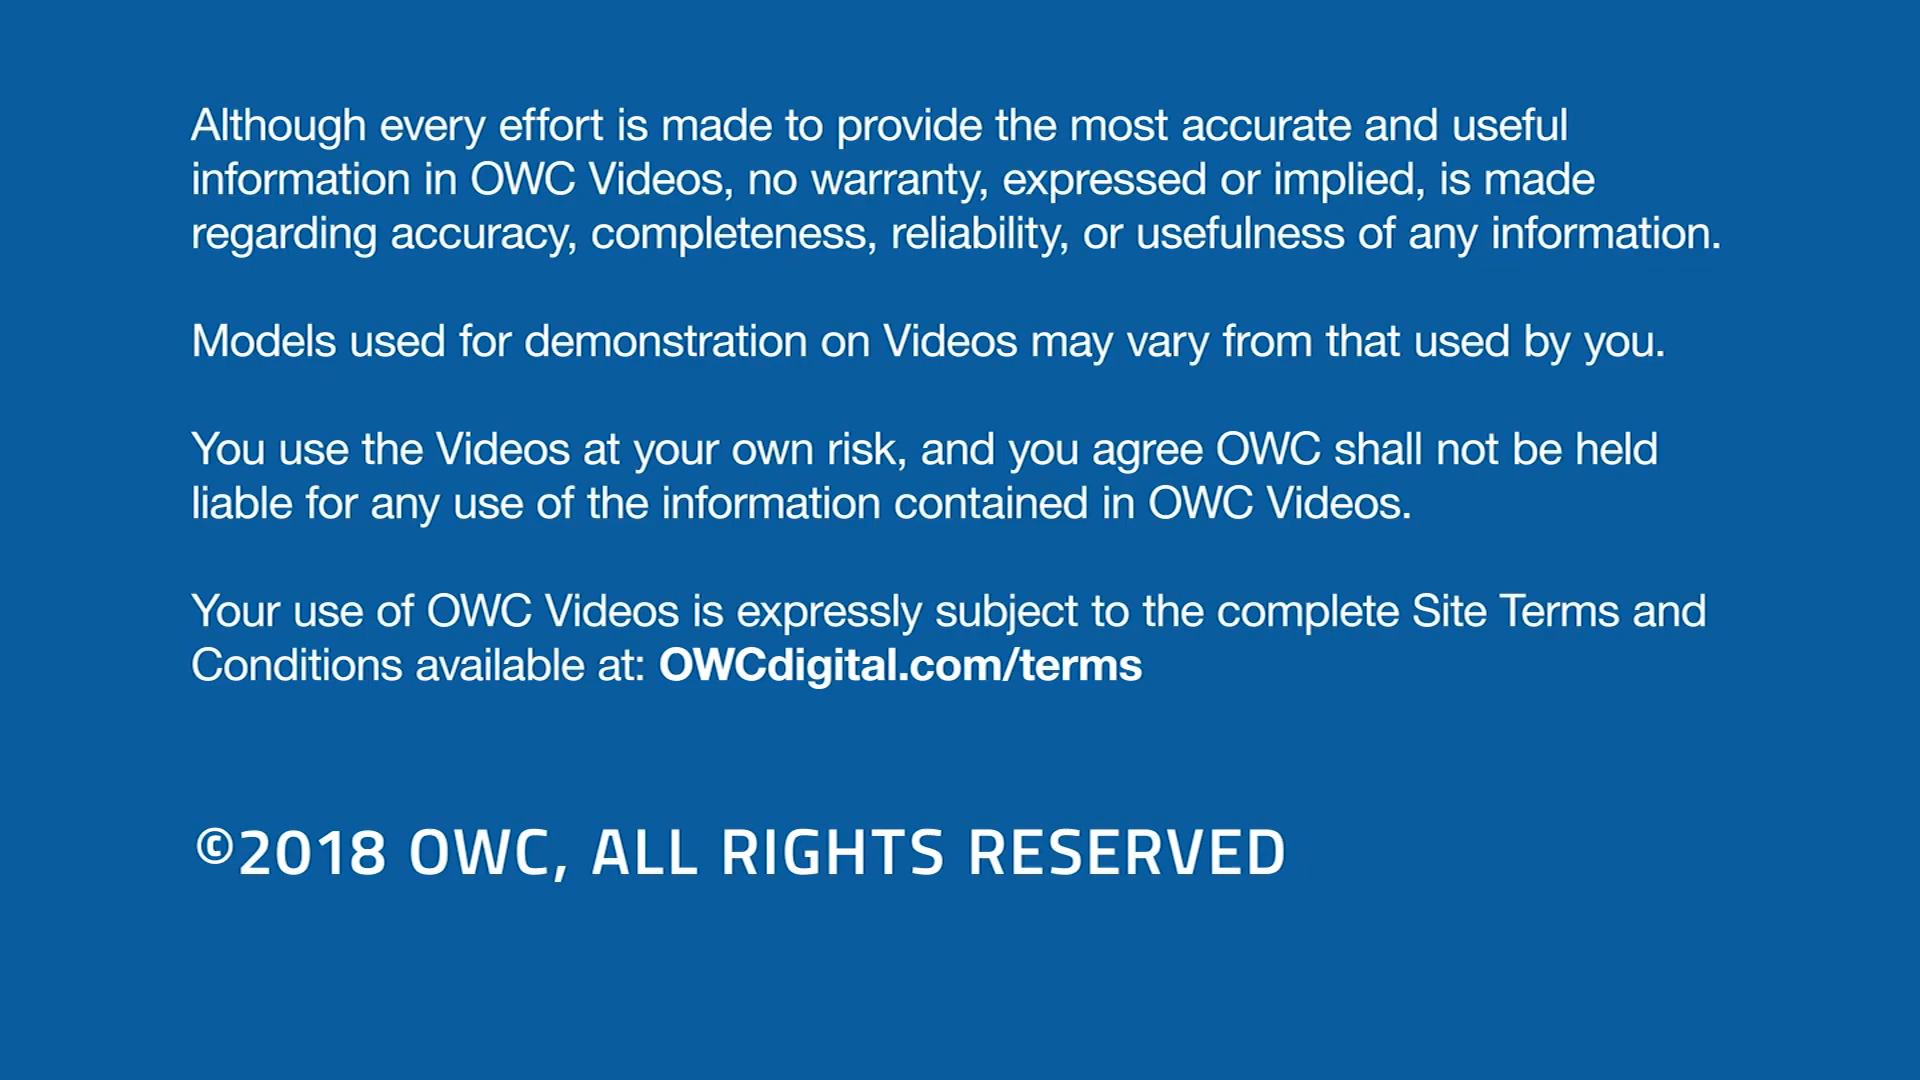 Although every effort is made to provide the most accurate and useful
information in OWC Videos, no warranty, expressed or implied, is made
regarding accuracy, completeness, reliability, or usefulness of any information.
Models used for demonstration on Videos may vary from that used by you.
You use the Videos at your own risk, and you agree OWC shall not be held
liable for any use of the information contained in OWC Videos.
Your use of OWC Videos is expressly subject to the complete Site Terms and
Conditions available at: OWCdigital.com/terms
©2018 OWC, ALL RIGHTS RESERVED